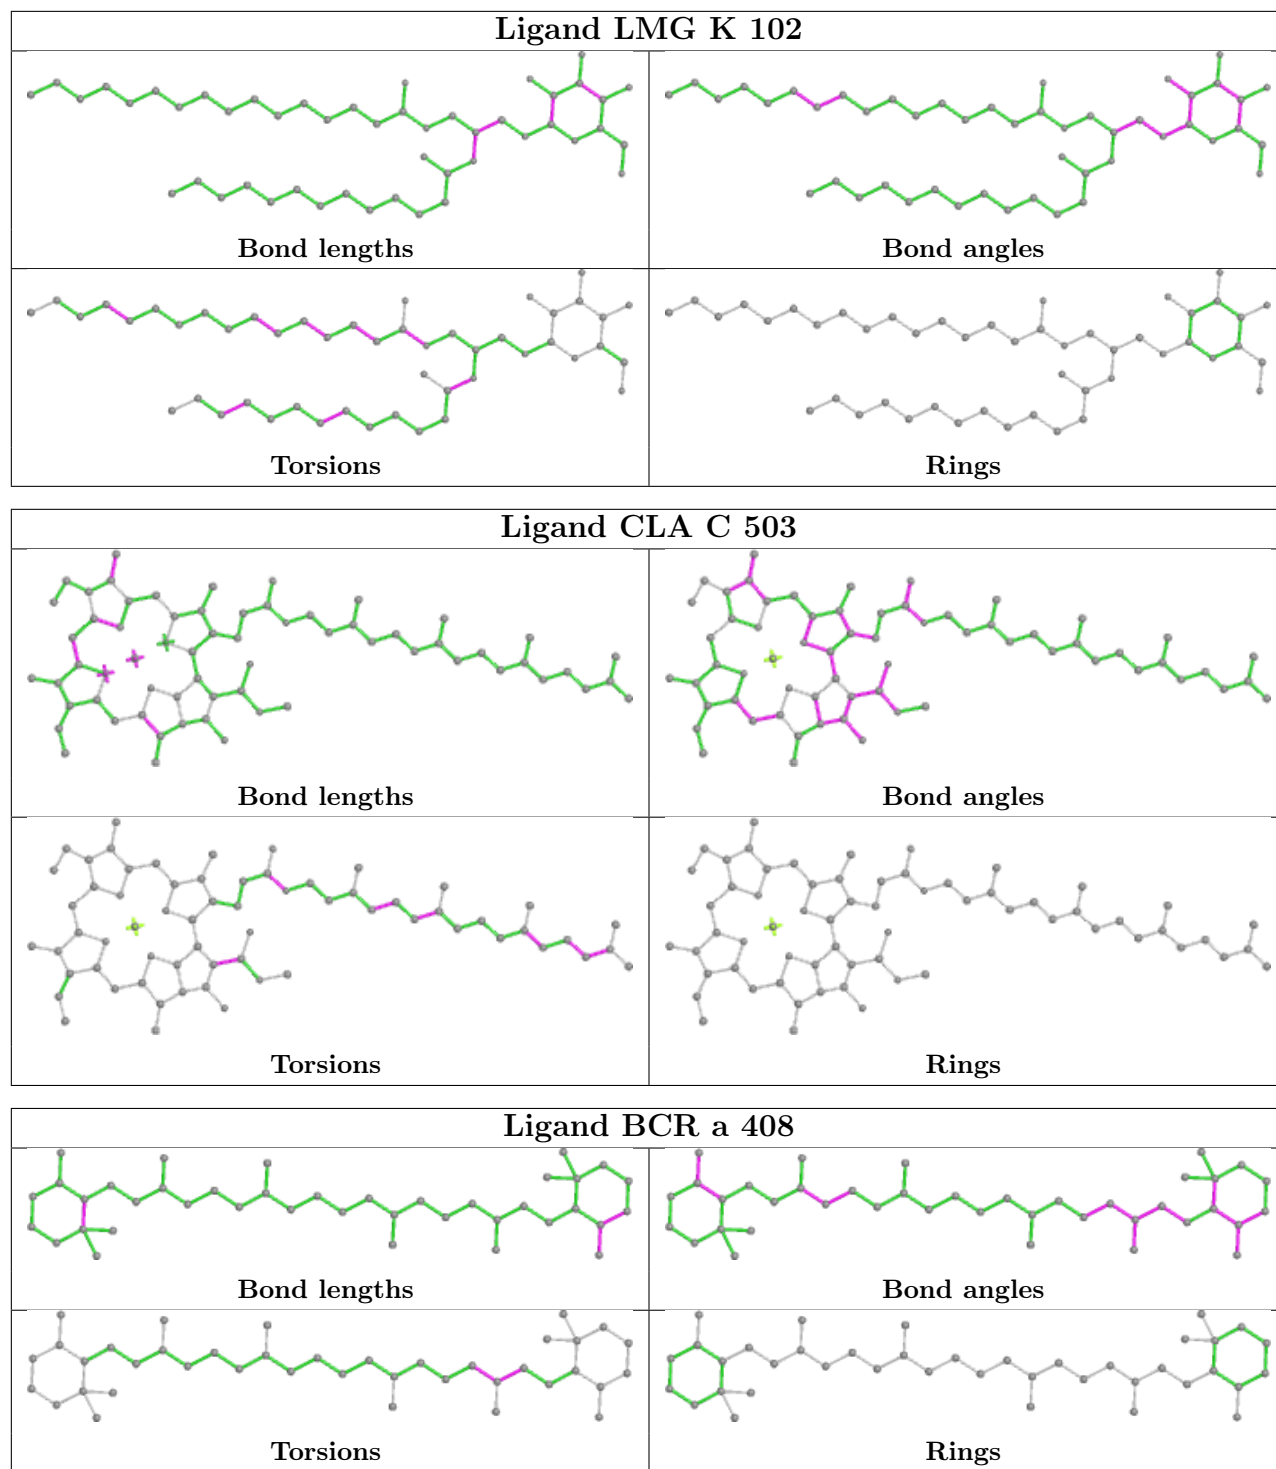 Ligand LMG K 102
Bond lengths
Bond angles
Torsions
Rings
Ligand CLA C 503
Bond lengths
Bond angles
Torsions
Rings
Ligand BCR a 408
Bond lengths
Bond angles
Torsions
Rings